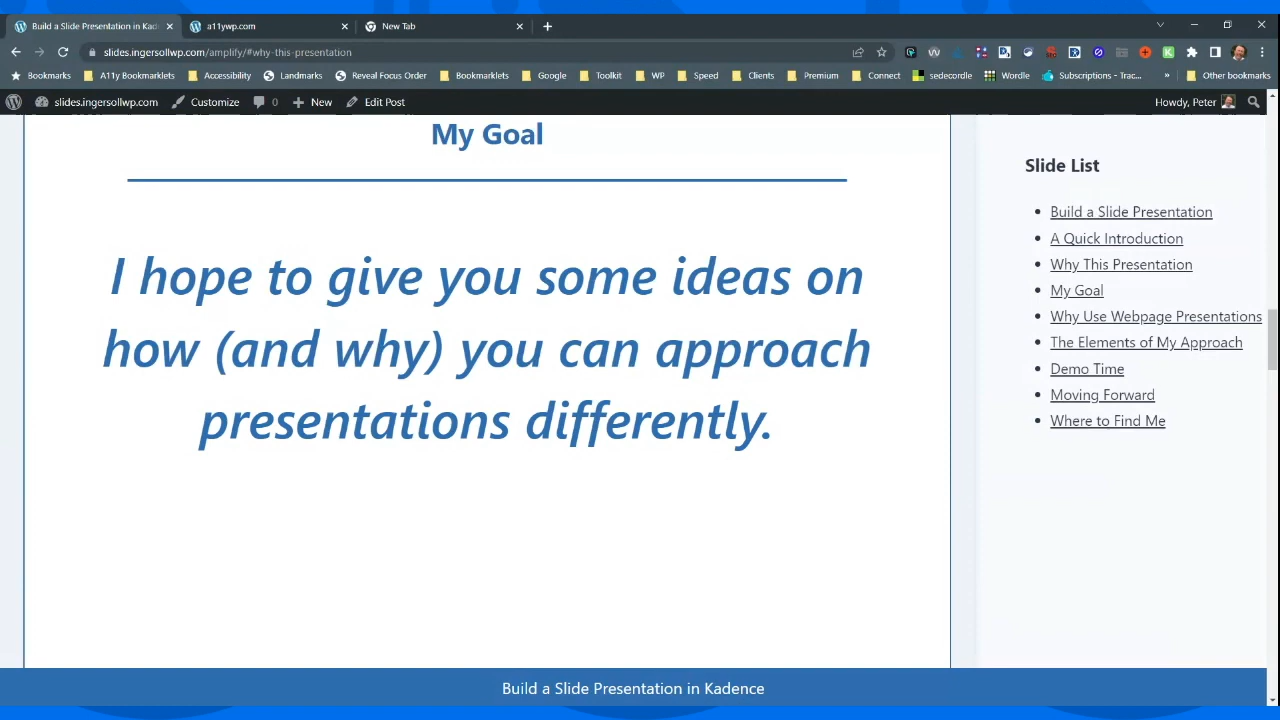 Build a Slide Presentation in Kade
a11ywp.com
New Tab
slides.ingersollwp.com/amplify/#why-this-presentation
Bookmarks
A11y Bookmarklets
Accessibility
Landmarks
Reveal Focus Order
Bookmarklets
Google
Toolkit
WP
Speed
Clients
Premium
Connect
sedecordle
Wordle
Subscriptions - Trac...
»
Other bookmarks
slides.ingersollwp.com
Customize
0
New
Edit Post
Howdy, Peter
My Goal
I hope to give you some ideas on
how (and why) you can approach
presentations differently.
Slide List
Build a Slide Presentation
A Quick Introduction
Why This Presentation
My Goal
Why Use Webpage Presentations
The Elements of My Approach
Demo Time
Moving Forward
Where to Find Me
Build a Slide Presentation in Kadence